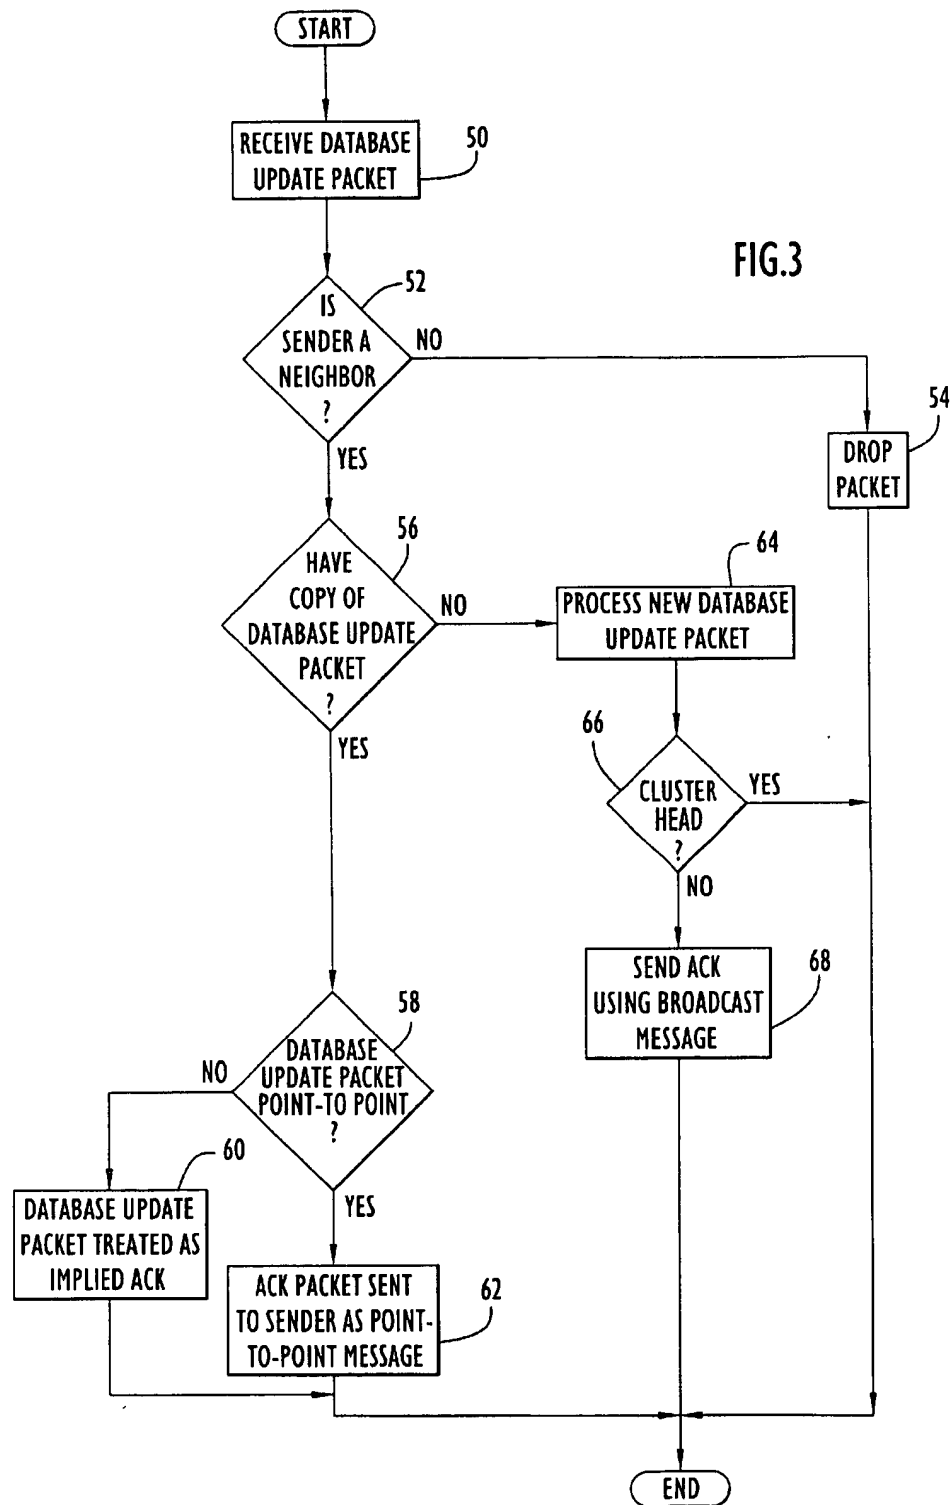 START
RECEIVE DATABASE
UPDATE PACKET
50
FIG.3
IS
SENDER A
NEIGHBOR
?
52
NO
YES
54
DROP
PACKET
HAVE
COPY OF
DATABASE UPDATE
PACKET
?
56
NO
YES
64
PROCESS NEW DATABASE
UPDATE PACKET
66
CLUSTER
HEAD
?
YES
NO
SEND ACK
USING BROADCAST
MESSAGE
68
DATABASE
UPDATE PACKET
POINT-TO POINT
?
58
NO
YES
60
DATABASE UPDATE
PACKET TREATED AS
IMPLIED ACK
ACK PACKET SENT
TO SENDER AS POINT-
TO-POINT MESSAGE
62
END